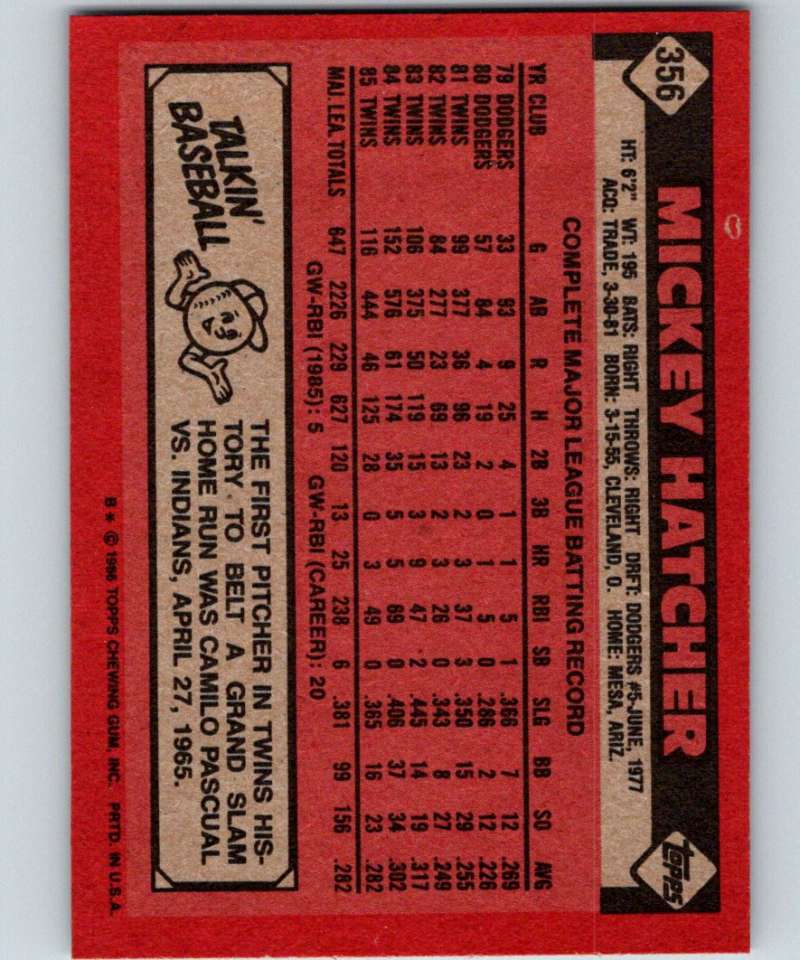 356
MICKEY HATCHER
topps
HT: 6'2" WT: 195 BATS: RIGHT THROWS: RIGHT DRFT: DODGERS #5-JUNE, 1977
ACQ: TRADE, 3-30-81 BORN: 3-15-55, CLEVELAND, O. HOME: MESA, ARIZ.
COMPLETE MAJOR LEAGUE BATTING RECORD
YR CLUB G AB R H 2B 3B HR RBI SB SLG BB SO AVG
79 DODGERS 33 93 9 25 4 1 1 5 1 .366 7 12 .269
80 DODGERS 57 84 4 19 2 0 1 5 0 .286 2 12 .226
81 TWINS 99 377 36 96 23 2 3 37 3 .350 15 29 .255
82 TWINS 84 277 23 69 13 2 3 26 0 .343 8 27 .249
83 TWINS 106 375 50 119 15 3 9 47 2 .445 14 19 .317
84 TWINS 152 576 61 174 35 5 5 69 0 .406 37 34 .302
85 TWINS 116 444 46 125 28 0 3 49 0 .365 16 23 .282
MAJ. LEA. TOTALS 647 2226 229 627 120 13 25 238 6 .381 99 156 .282
GW-RBI (1985): 5 GW-RBI (CAREER): 20
TALKIN'
BASEBALL
THE FIRST PITCHER IN TWINS HIS-
TORY TO BELT A GRAND SLAM
HOME RUN WAS CAMILO PASCUAL
VS. INDIANS, APRIL 27, 1965.
B* © 1986 TOPPS CHEWING GUM, INC. PRTD. IN U.S.A.